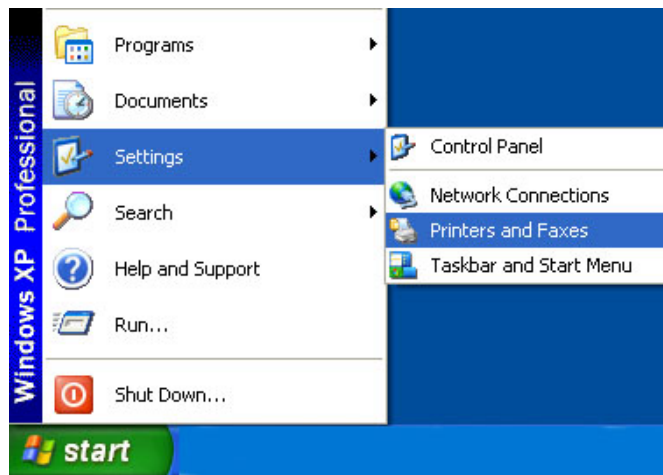 Windows XP Professional
Programs
Documents
Settings
Search
Help and Support
Run...
Shut Down...
Control Panel
Network Connections
Printers and Faxes
Taskbar and Start Menu
start